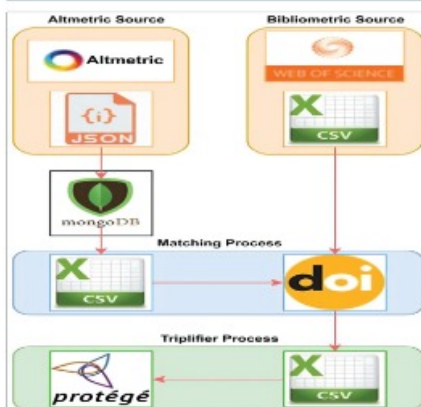 Altmetric Source
Bibliometric Source
Altmetric
WEB OF SCIENCE
{i}
JSON
X
CSV
mongoDB
Matching Process
X
CSV
doi
Triplifier Process
protégé
X
CSV